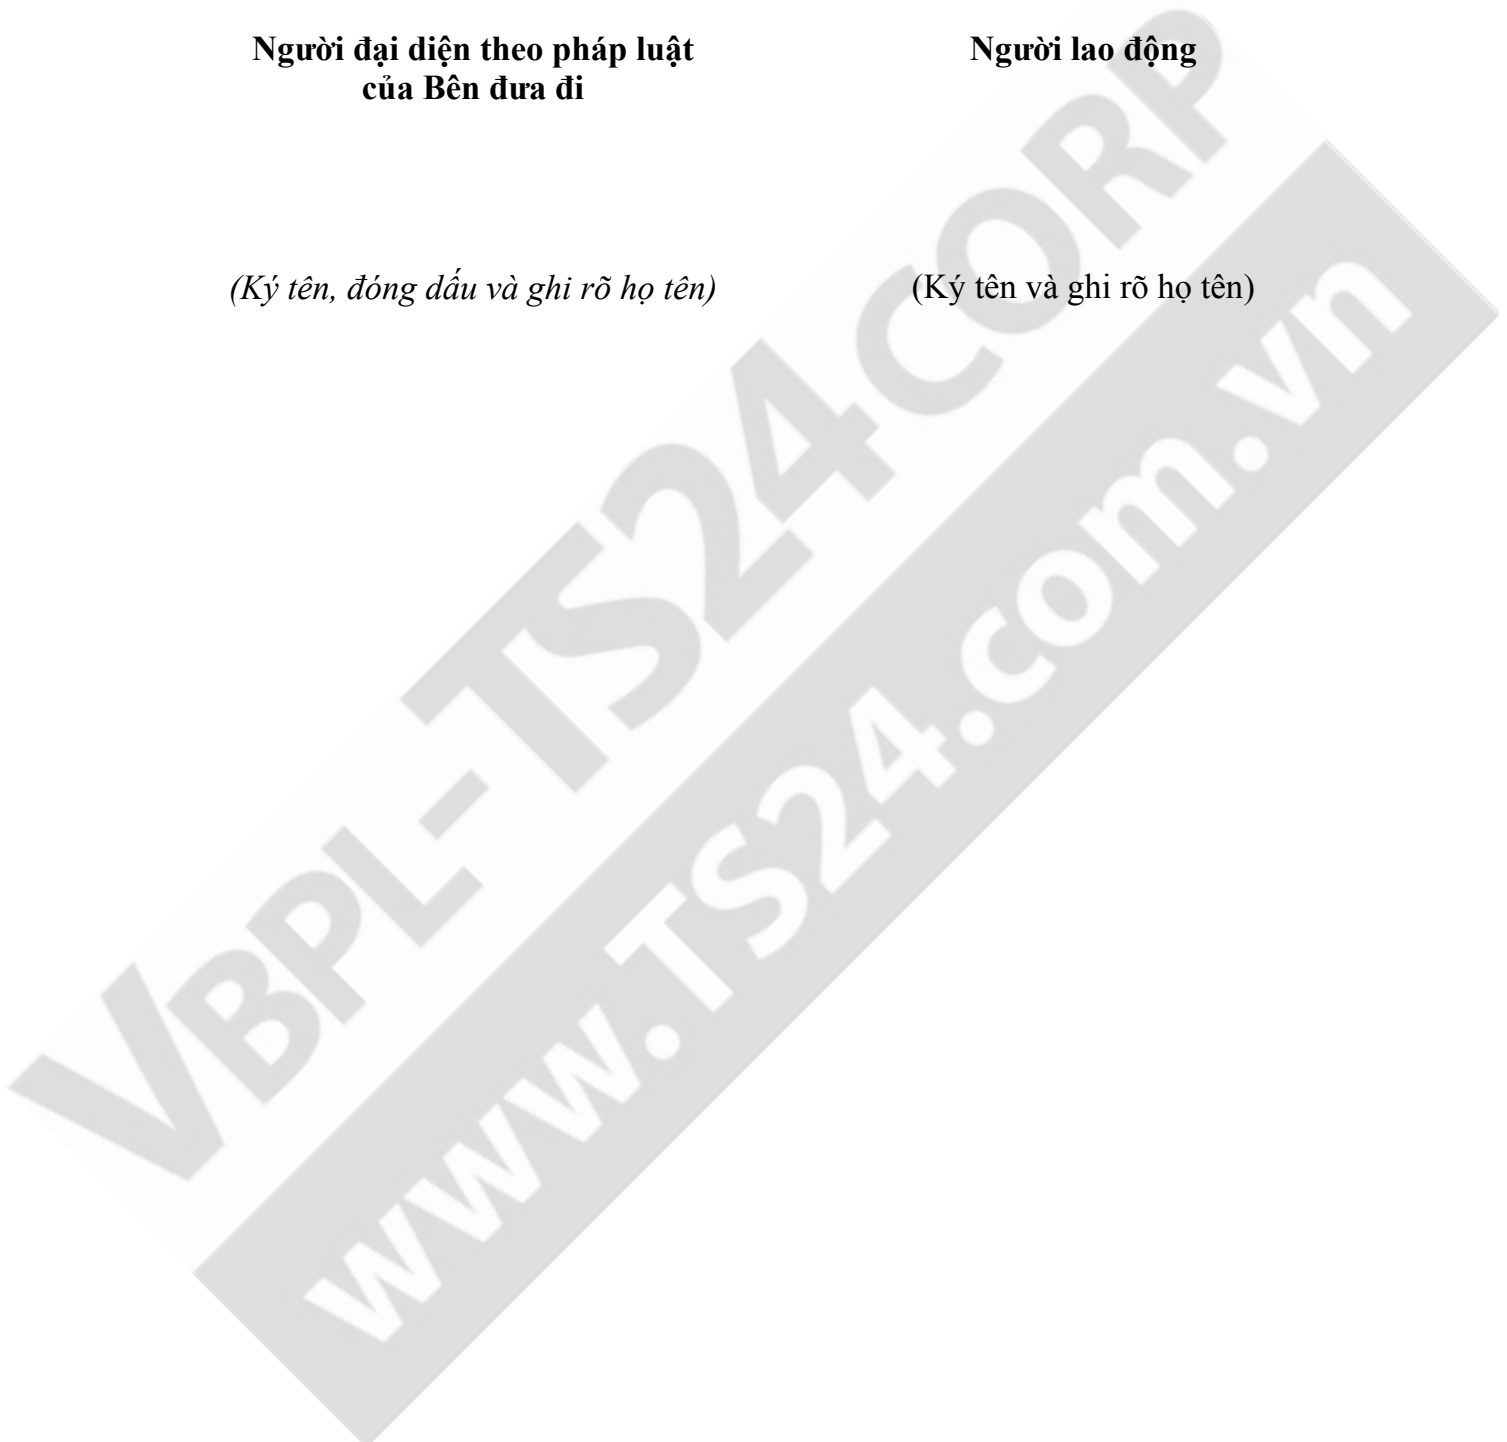 Người đại diện theo pháp luật
của Bên đưa đi
Người lao động
(Ký tên, đóng dấu và ghi rõ họ tên)
(Ký tên và ghi rõ họ tên)
VBPL-TS24CORP
www.TS24.com.vn